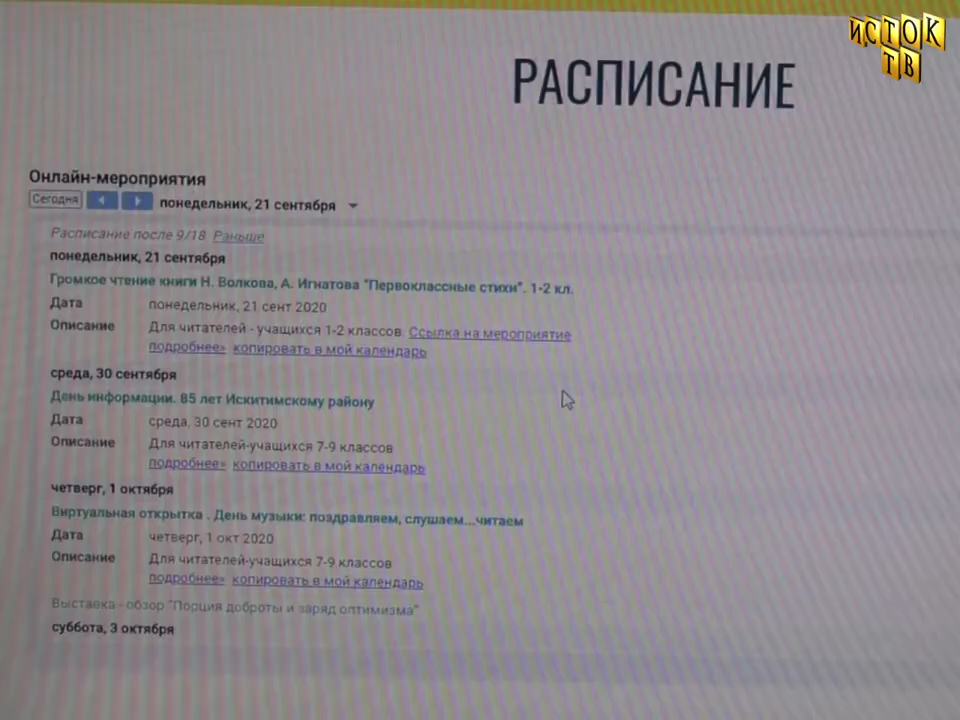 ИСТОК
ТВ
РАСПИСАНИЕ
Онлайн-мероприятия
Сегодня понедельник, 21 сентября
Расписание после 9/18. Раньше
понедельник, 21 сентября
Громкое чтение книги Н. Волкова, А. Игнатова "Первоклассные стихи". 1-2 кл.
Дата понедельник, 21 сент 2020
Описание Для читателей - учащихся 1-2 классов. Ссылка на мероприятие
подробнее» копировать в мой календарь
среда, 30 сентября
День информации. 85 лет Искитимскому району
Дата среда, 30 сент 2020
Описание Для читателей-учащихся 7-9 классов
подробнее» копировать в мой календарь
четверг, 1 октября
Виртуальная открытка . День музыки: поздравляем, слушаем...читаем
Дата четверг, 1 окт 2020
Описание Для читателей-учащихся 7-9 классов
подробнее» копировать в мой календарь
Выставка - обзор "Порция доброты и заряд оптимизма"
суббота, 3 октября